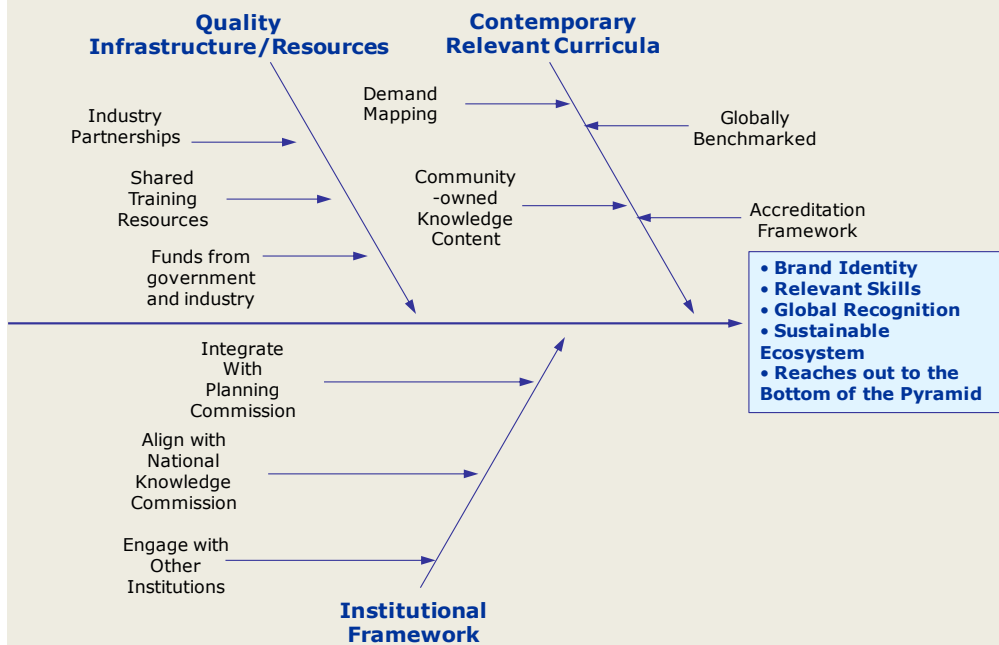 Quality
Infrastructure/Resources
Contemporary
Relevant Curricula
Industry
Partnerships
Shared
Training
Resources
Funds from
government
and industry
Demand
Mapping
Globally
Benchmarked
Community
-owned
Knowledge
Content
Accreditation
Framework
• Brand Identity
• Relevant Skills
• Global Recognition
• Sustainable
Ecosystem
• Reaches out to the
Bottom of the Pyramid
Integrate
With
Planning
Commission
Align with
National
Knowledge
Commission
Engage with
Other
Institutions
Institutional
Framework